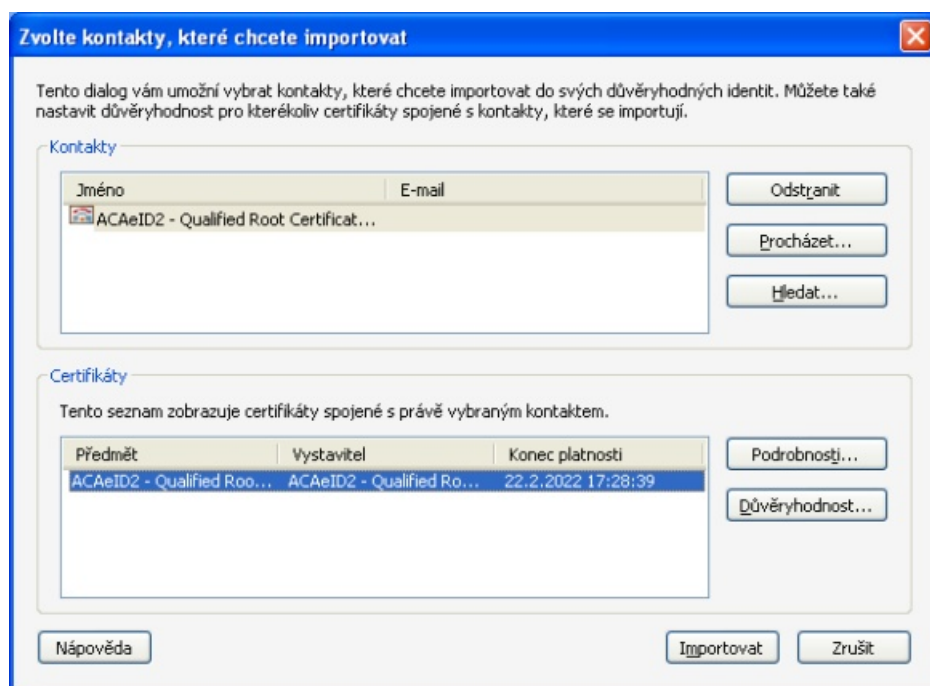 Zvolte kontakty, které chcete importovat
Tento dialog vám umožní vybrat kontakty, které chcete importovat do svých důvěryhodných identit. Můžete také
nastavit důvěryhodnost pro kterékoliv certifikáty spojené s kontakty, které se importují.
Kontakty
Jméno E-mail
ACAeID2 - Qualified Root Certificat...
Odstranit
Procházet...
Hledat...
Certifikáty
Tento seznam zobrazuje certifikáty spojené s právě vybraným kontaktem.
Předmět Vystavitel Konec platnosti
ACAeID2 - Qualified Roo... ACAeID2 - Qualified Ro... 22.2.2022 17:28:39
Podrobnosti...
Důvěryhodnost...
Nápověda Importovat Zrušit